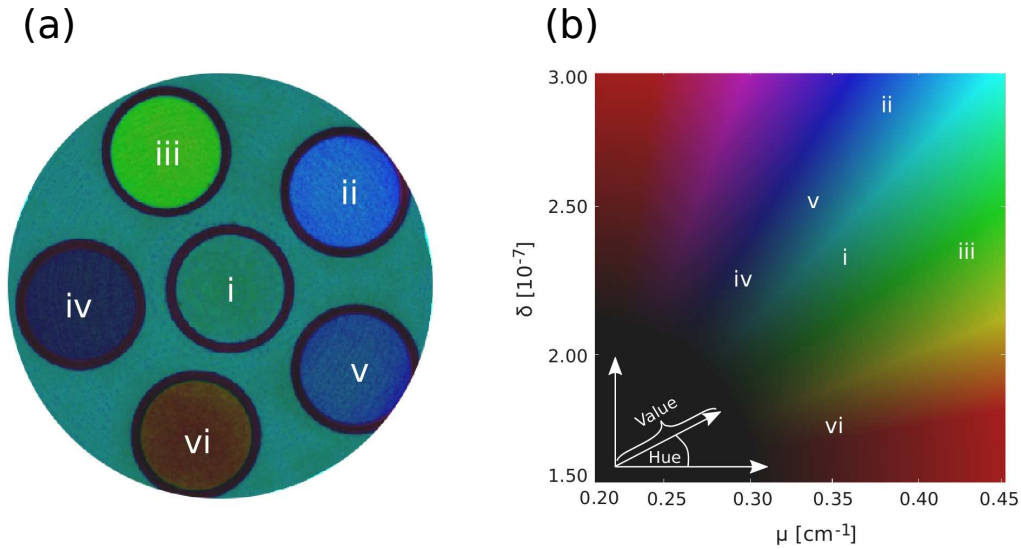 (a)
(b)
iii
ii
i
iv
v
vi
3.00
2.50
2.00
1.50
δ [10⁻⁷]
ii
v
i
iii
iv
vi
Value
Hue
0.20
0.25
0.30
0.35
0.40
0.45
μ [cm⁻¹]